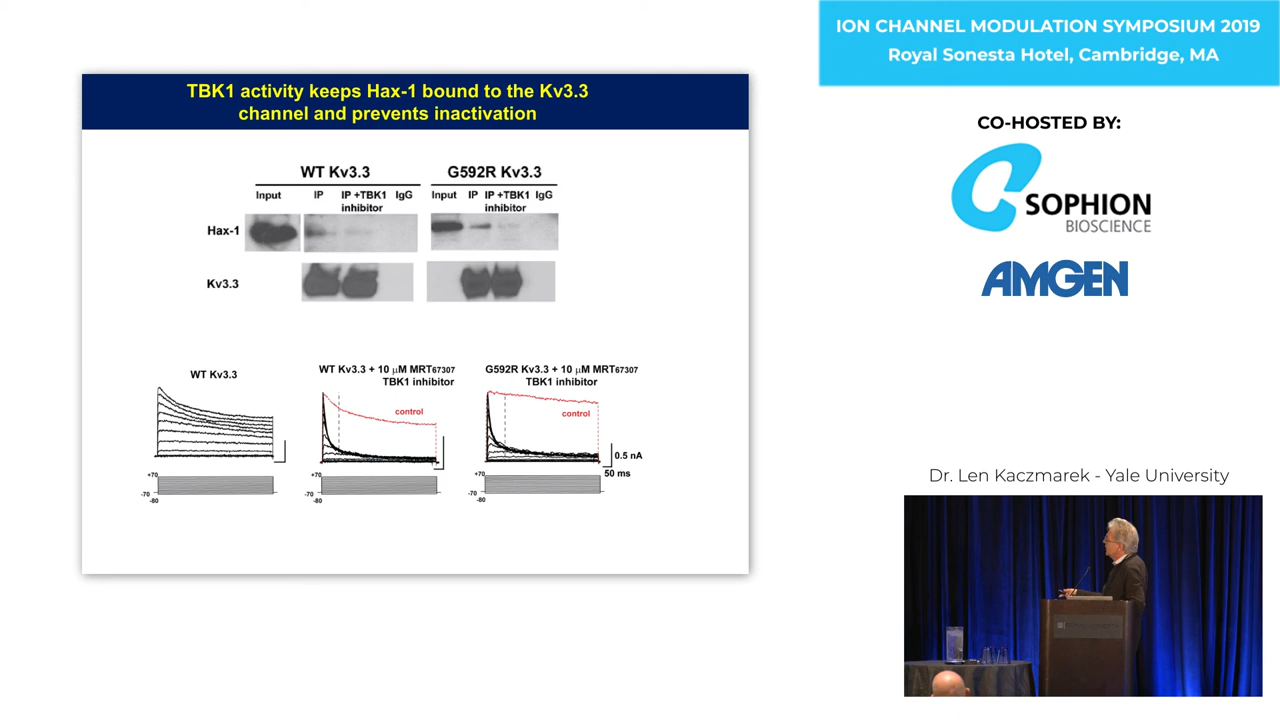 ION CHANNEL MODULATION SYMPOSIUM 2019
Royal Sonesta Hotel, Cambridge, MA
CO-HOSTED BY:
SOPHION
BIOSCIENCE
AMGEN
TBK1 activity keeps Hax-1 bound to the Kv3.3
channel and prevents inactivation
WT Kv3.3
G592R Kv3.3
Input IP IP +TBK1 IgG
inhibitor
Input IP IP +TBK1 IgG
inhibitor
Hax-1
Kv3.3
WT Kv3.3
WT Kv3.3 + 10 μM MRT67307
TBK1 inhibitor
G592R Kv3.3 + 10 μM MRT67307
TBK1 inhibitor
control
control
0.5 nA
50 ms
+70
-70
-80
+70
-70
-80
+70
-70
-80
Dr. Len Kaczmarek - Yale University